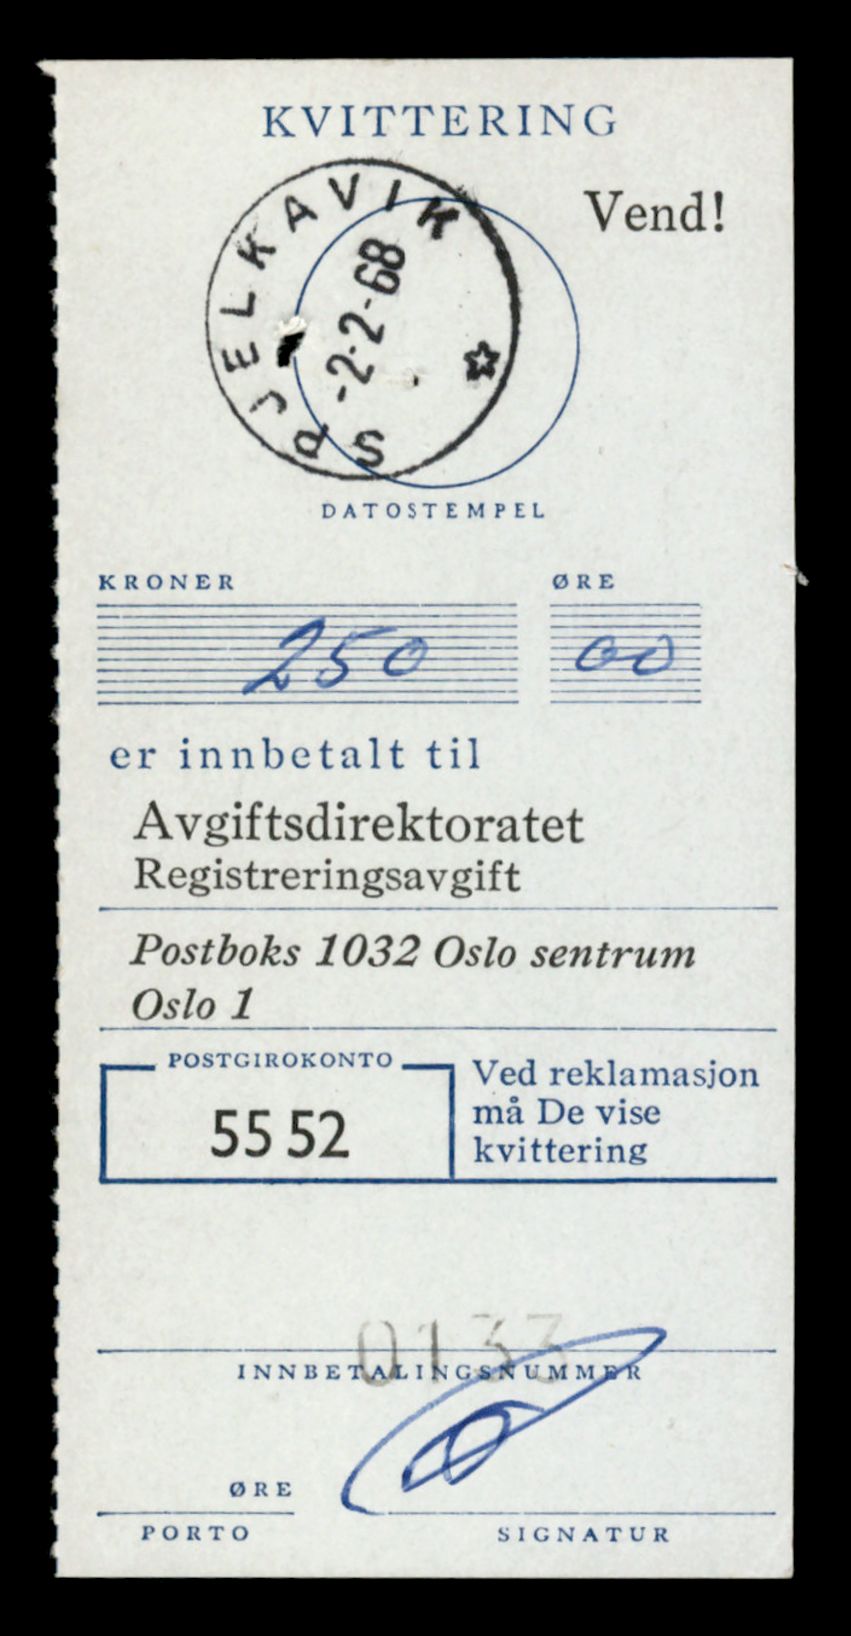 KVITTERING
Vend!
SPJELKAVIK
-2-2-68
DATOSTEMPEL
KRONER ØRE
250 00
er innbetalt til
Avgiftsdirektoratet
Registreringsavgift
Postboks 1032 Oslo sentrum
Oslo 1
POSTGIROKONTO
55 52
Ved reklamasjon
må De vise
kvittering
0133
INNBETALINGSNUMMER
ØRE
PORTO SIGNATUR